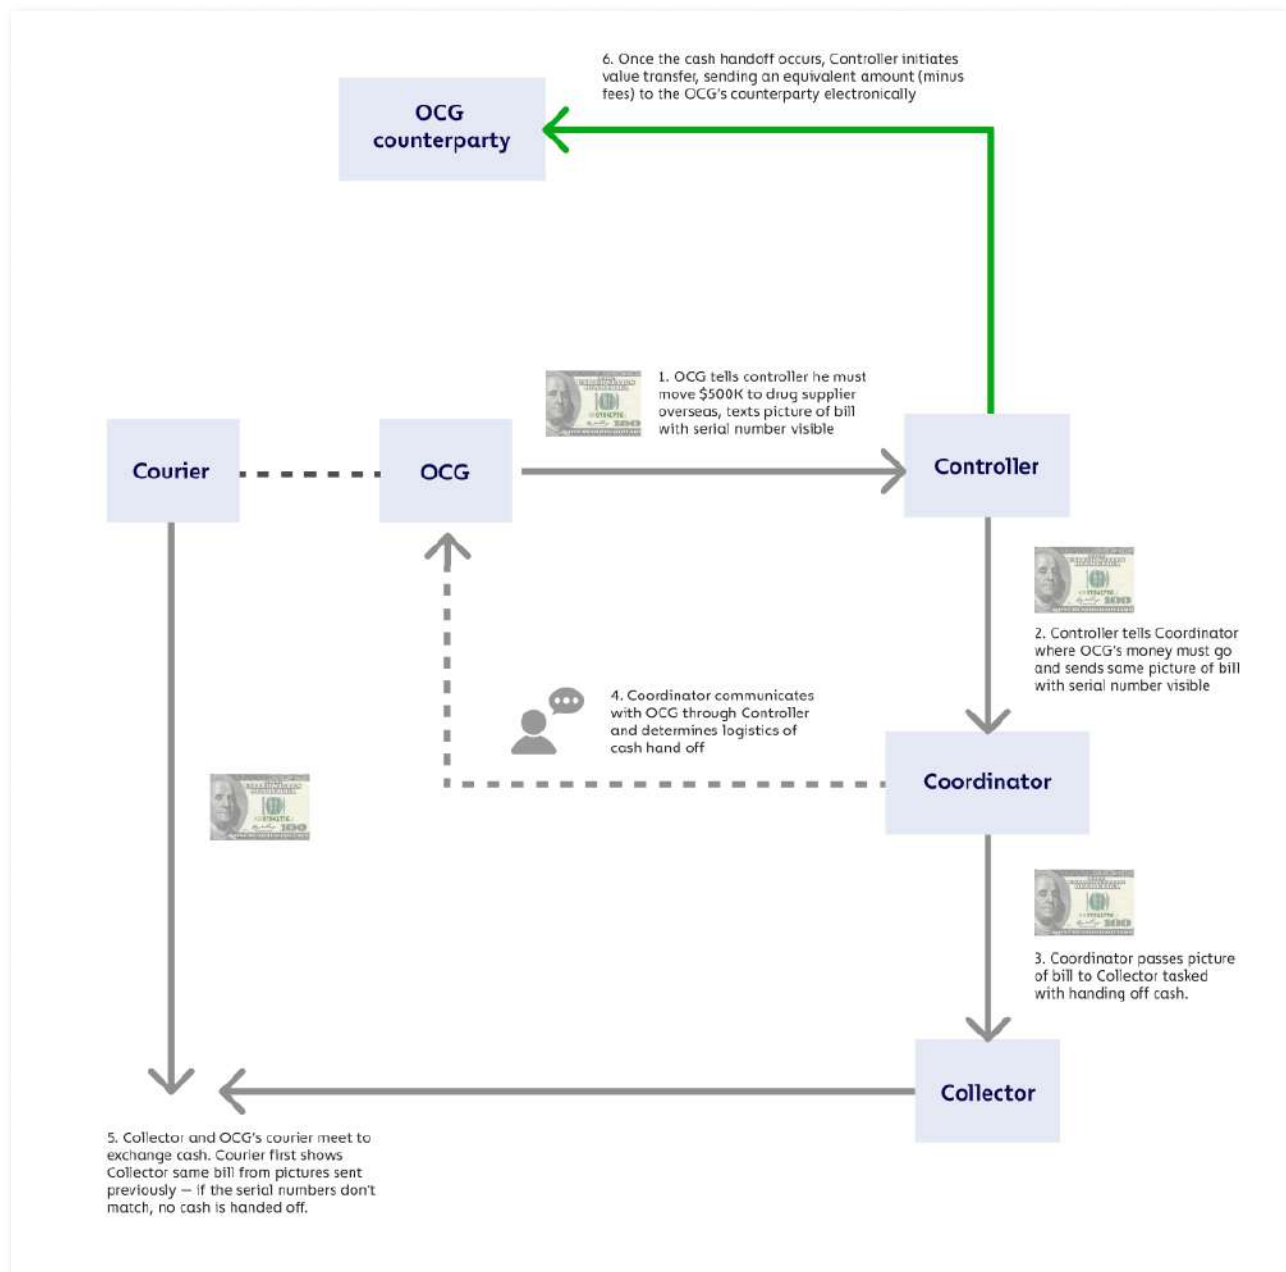 6. Once the cash handoff occurs, Controller initiates
value transfer, sending an equivalent amount (minus
fees) to the OCG's counterparty electronically
OCG
counterparty
1. OCG tells controller he must
move $500K to drug supplier
overseas, texts picture of bill
with serial number visible
Courier
OCG
Controller
2. Controller tells Coordinator
where OCG's money must go
and sends same picture of bill
with serial number visible
4. Coordinator communicates
with OCG through Controller
and determines logistics of
cash hand off
Coordinator
3. Coordinator passes picture
of bill to Collector tasked
with handing off cash.
Collector
5. Collector and OCG's courier meet to
exchange cash. Courier first shows
Collector same bill from pictures sent
previously — if the serial numbers don't
match, no cash is handed off.